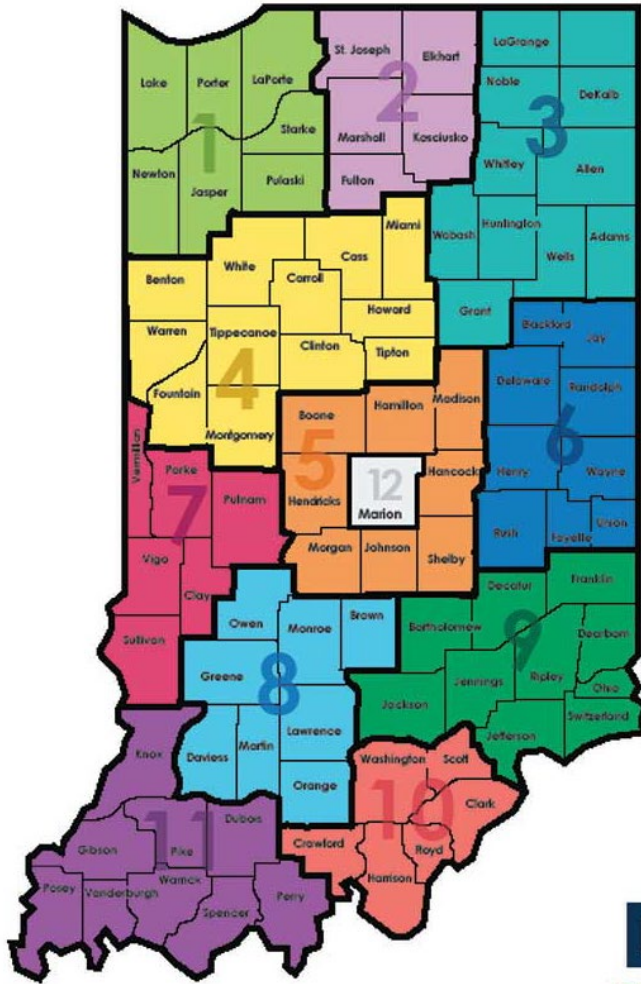 St. Joseph
Elkhart
LaGrange
Lake
Porter
LaPorte
2
Noble
DeKalb
1
Starke
Marshall
Kosciusko
3
Newton
Jasper
Pulaski
Fulton
Whitley
Allen
Miami
Wabash
Huntington
Adams
White
Cass
Wells
Benton
Carroll
Howard
Grant
Warren
Tippecanoe
Clinton
Tipton
Blackford
Jay
4
Fountain
Montgomery
Boone
Hamilton
Madison
Delaware
Randolph
6
5
Vermillion
Parke
Putnam
7
Hendricks
12
Marion
Hancock
Henry
Wayne
Rush
Fayette
Union
Vigo
Clay
Morgan
Johnson
Shelby
Decatur
Franklin
Sullivan
Owen
Monroe
Brown
Bartholomew
9
Dearborn
Greene
8
Jennings
Ripley
Ohio
Jackson
Switzerland
Lawrence
Jefferson
Knox
Daviess
Martin
Washington
Scott
Orange
10
Clark
Dubois
11
Gibson
Pike
Crawford
Royd
Posey
Vanderburgh
Warrick
Harrison
Spencer
Perry